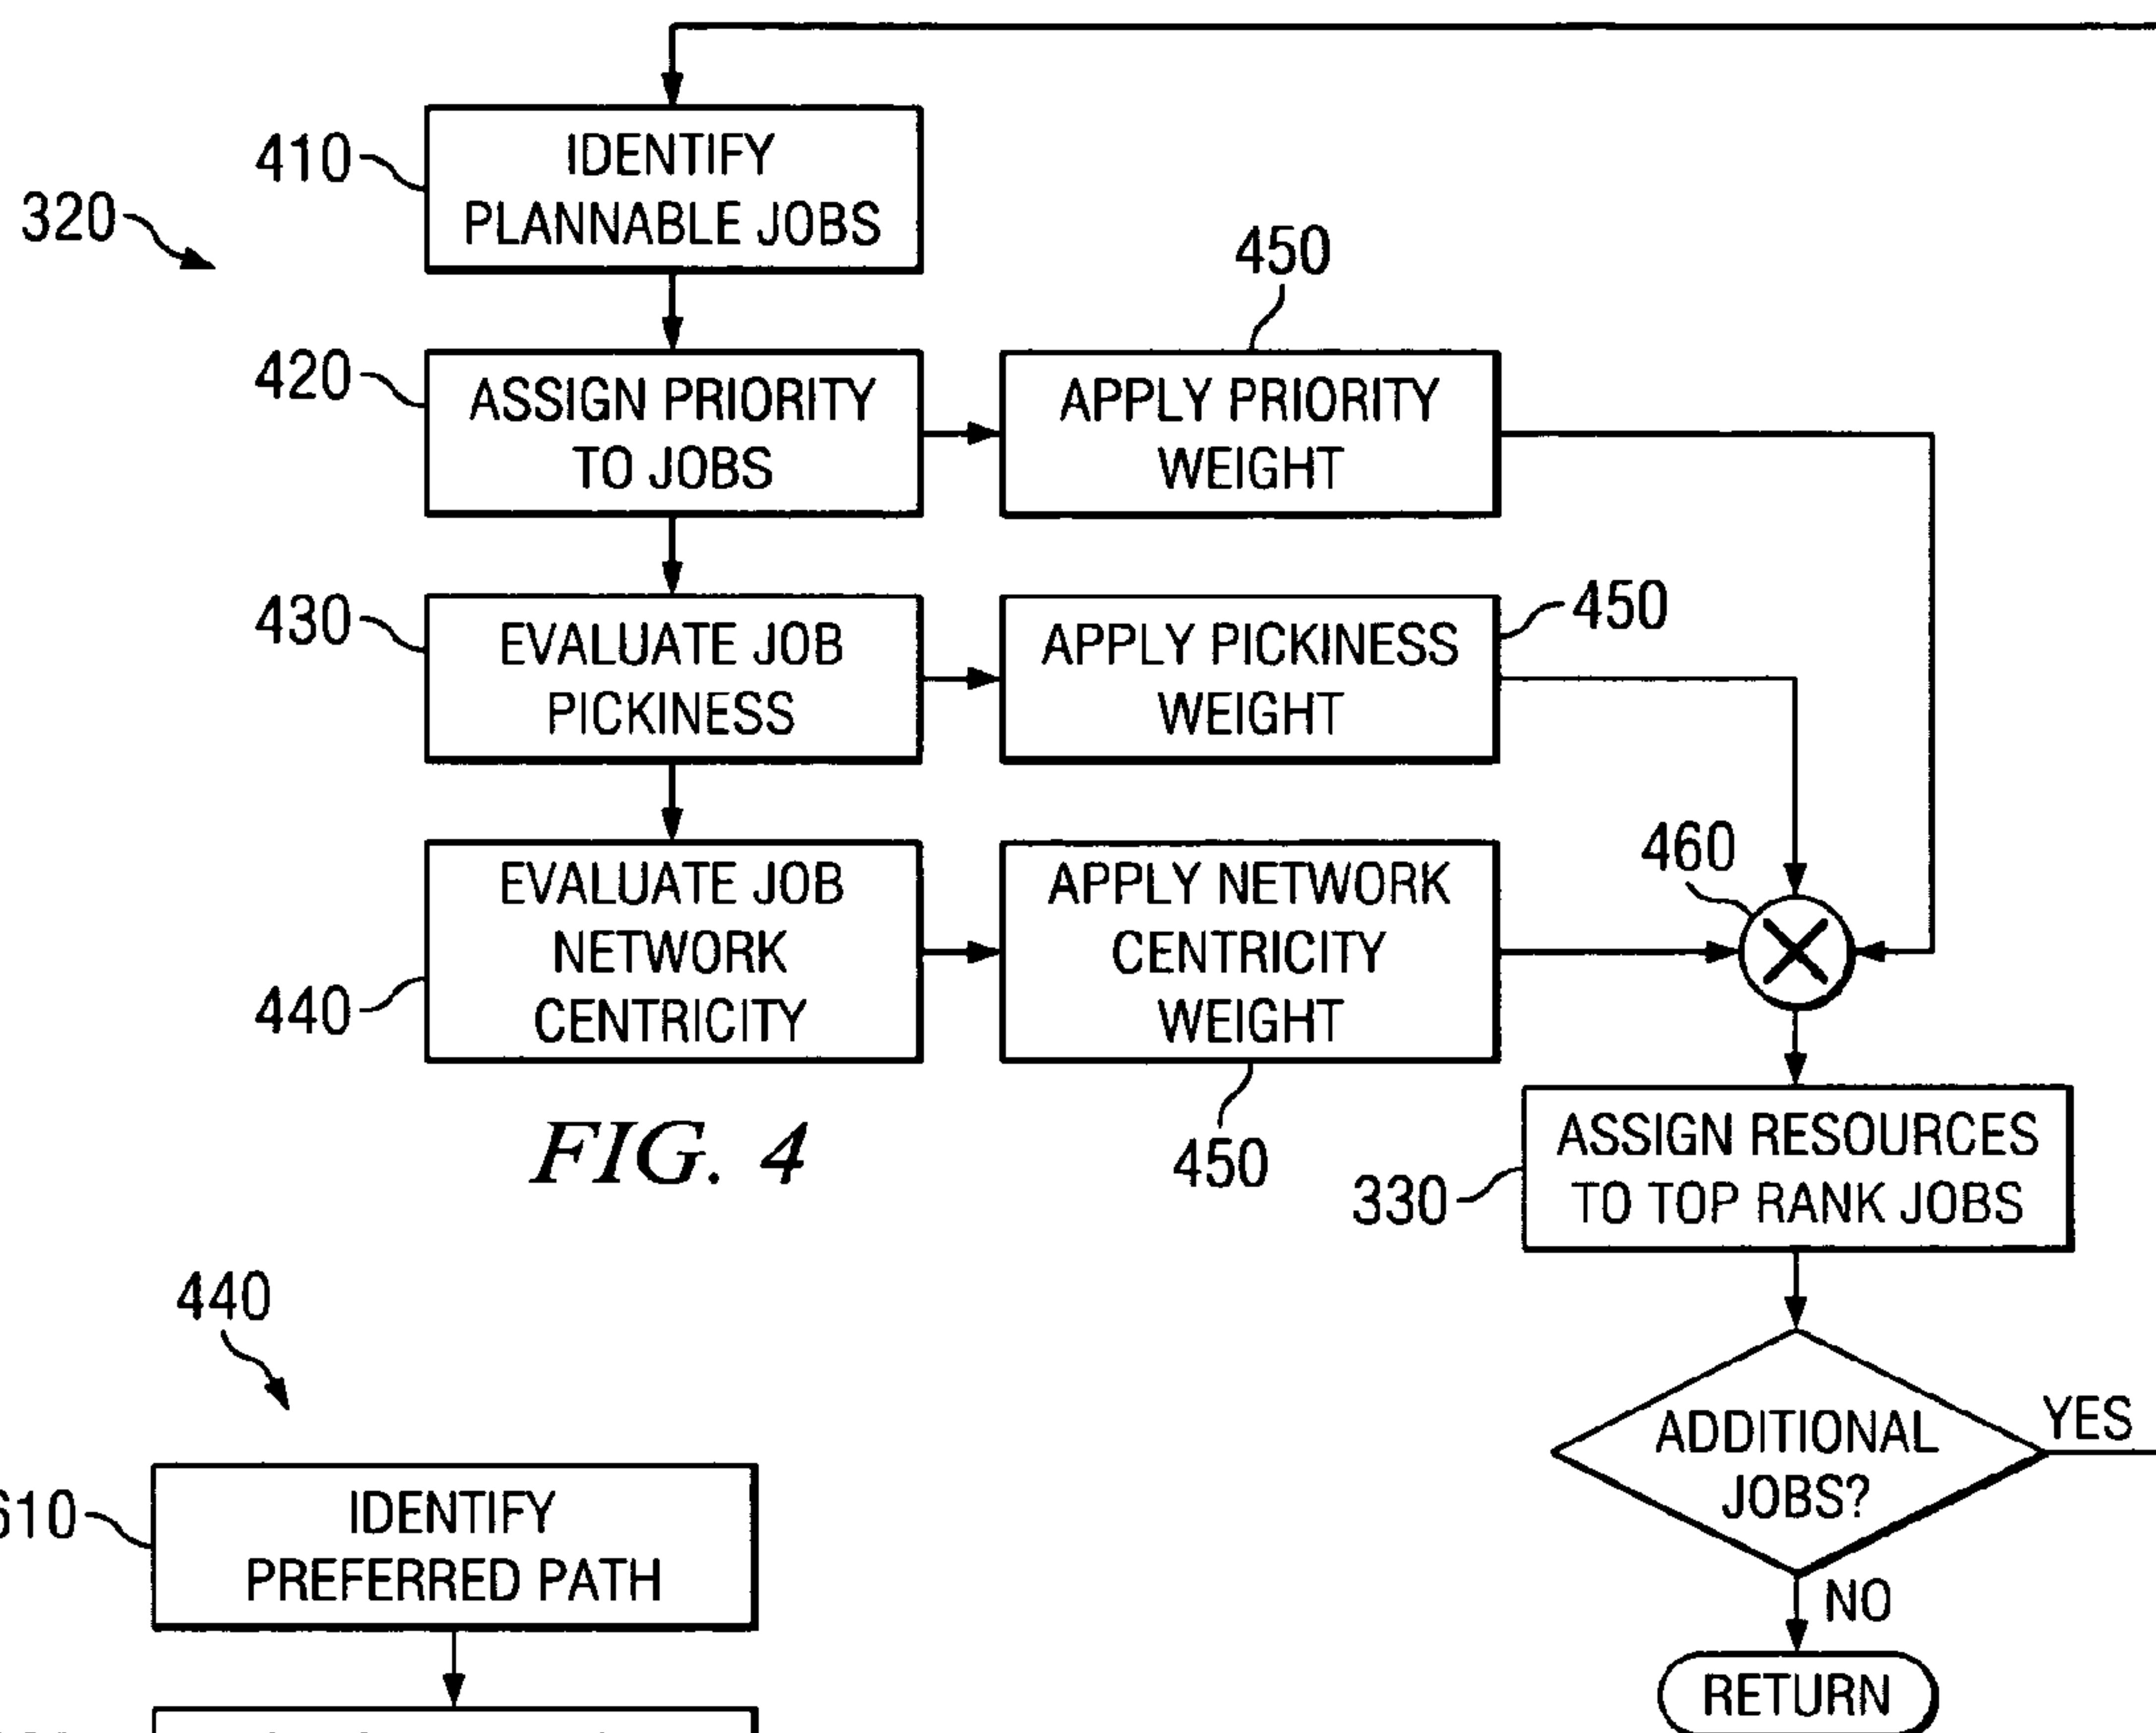 410
IDENTIFY
PLANNABLE JOBS
320
450
420
ASSIGN PRIORITY
TO JOBS
APPLY PRIORITY
WEIGHT
430
EVALUATE JOB
PICKINESS
APPLY PICKINESS
WEIGHT
450
440
EVALUATE JOB
NETWORK
CENTRICITY
APPLY NETWORK
CENTRICITY
WEIGHT
450
460
FIG. 4
330
ASSIGN RESOURCES
TO TOP RANK JOBS
ADDITIONAL
JOBS?
YES
NO
RETURN
440
610
IDENTIFY
PREFERRED PATH